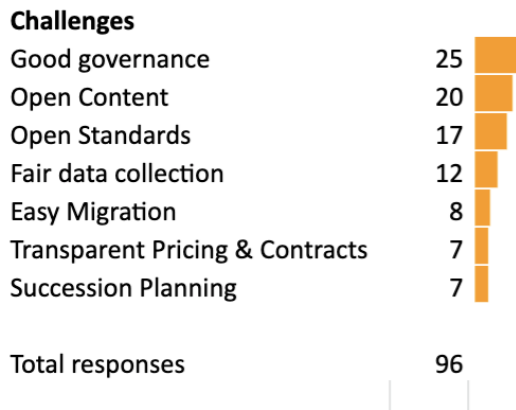 Challenges
Good governance 25
Open Content 20
Open Standards 17
Fair data collection 12
Easy Migration 8
Transparent Pricing & Contracts 7
Succession Planning 7
Total responses 96